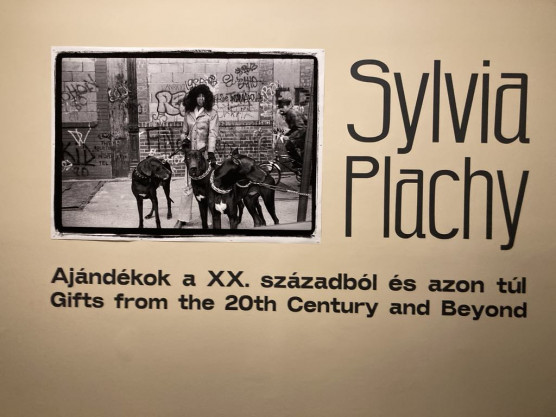 Sylvia
Plachy
Ajándékok a XX. századból és azon túl
Gifts from the 20th Century and Beyond